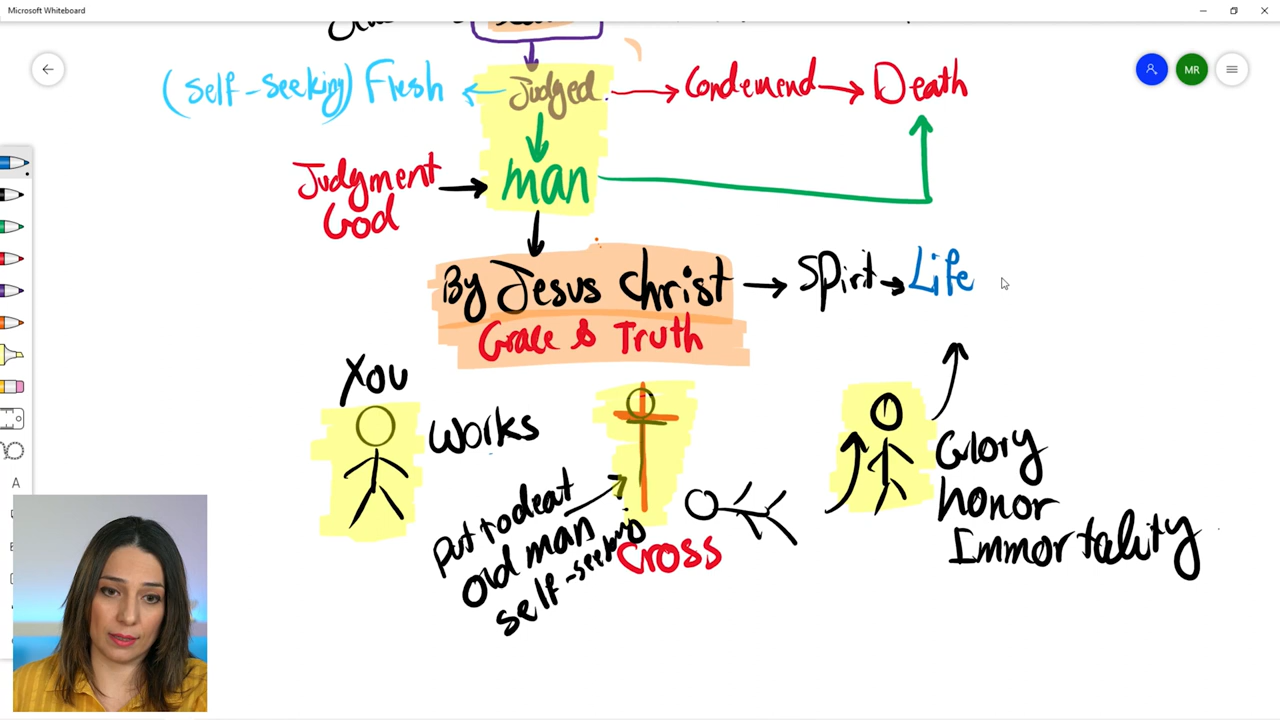 Microsoft Whiteboard
MR
(self-seeking) Flesh
Judged
Condemend
Death
Judgment
God
man
By Jesus Christ
Spirit
Life
Grace & Truth
You
Works
Put to deat
old man
self-seeking
Cross
Glory
honor
Immortality
A